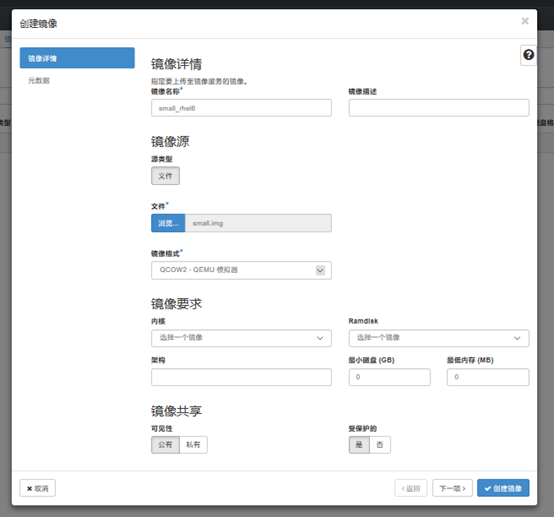 创建镜像 ×
镜像详情
元数据
镜像详情
指定要上传至镜像服务的镜像。
镜像名称* 镜像描述
small_rhel6
镜像源
源类型
文件
文件*
浏览... small.img
镜像格式*
QCOW2 - QEMU 模拟器
镜像要求
内核 Ramdisk
选择一个镜像 选择一个镜像
架构 最小磁盘 (GB) 最低内存 (MB)
0 0
镜像共享
可见性 受保护的
公有 私有 是 否
✖ 取消 ‹ 返回 下一项 › ✔ 创建镜像